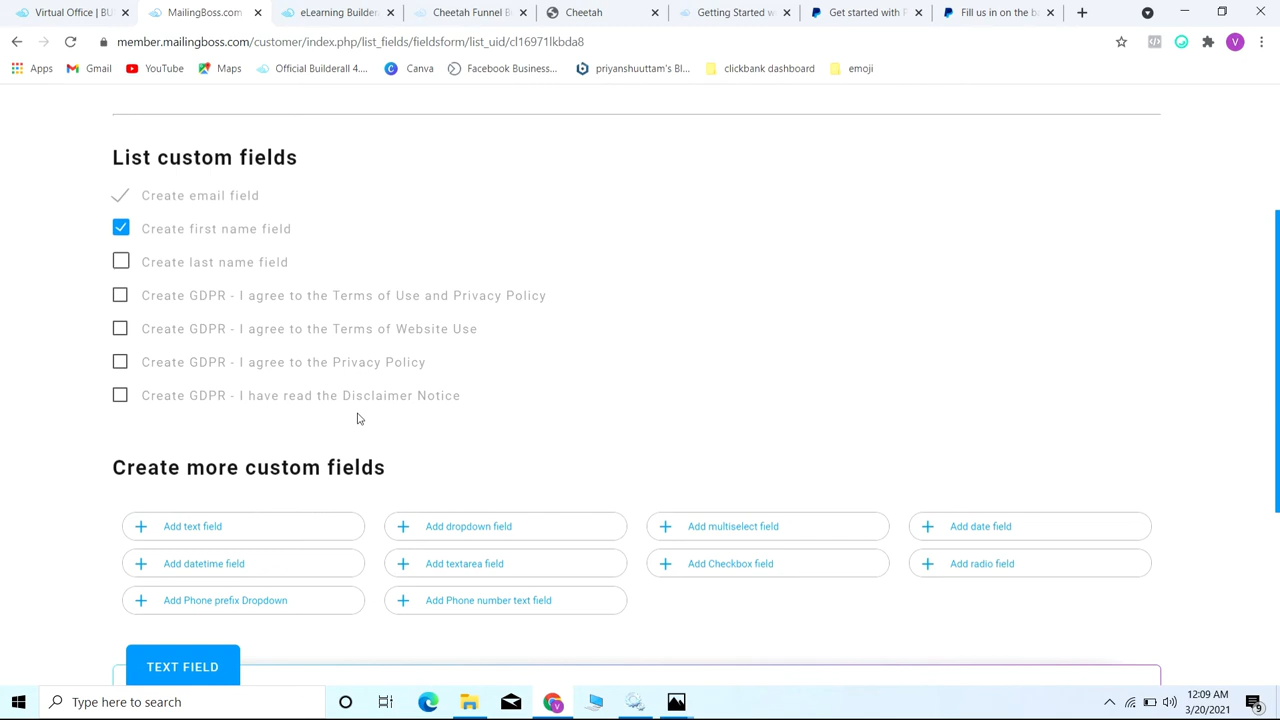 Virtual Office | BU
MailingBoss.com
eLearning Builder
Cheetah Funnel B
Cheetah
Getting Started w
Get started with P
Fill us in on the b
member.mailingboss.com/customer/index.php/list_fields/fieldsform/list_uid/cl16971lkbda8
V
Apps
Gmail
YouTube
Maps
Official Builderall 4....
Canva
Facebook Business...
priyanshuuttam's Bl...
clickbank dashboard
emoji
List custom fields
Create email field
Create first name field
Create last name field
Create GDPR - I agree to the Terms of Use and Privacy Policy
Create GDPR - I agree to the Terms of Website Use
Create GDPR - I agree to the Privacy Policy
Create GDPR - I have read the Disclaimer Notice
Create more custom fields
Add text field
Add dropdown field
Add multiselect field
Add date field
Add datetime field
Add textarea field
Add Checkbox field
Add radio field
Add Phone prefix Dropdown
Add Phone number text field
TEXT FIELD
Type here to search
12:09 AM
3/20/2021
9